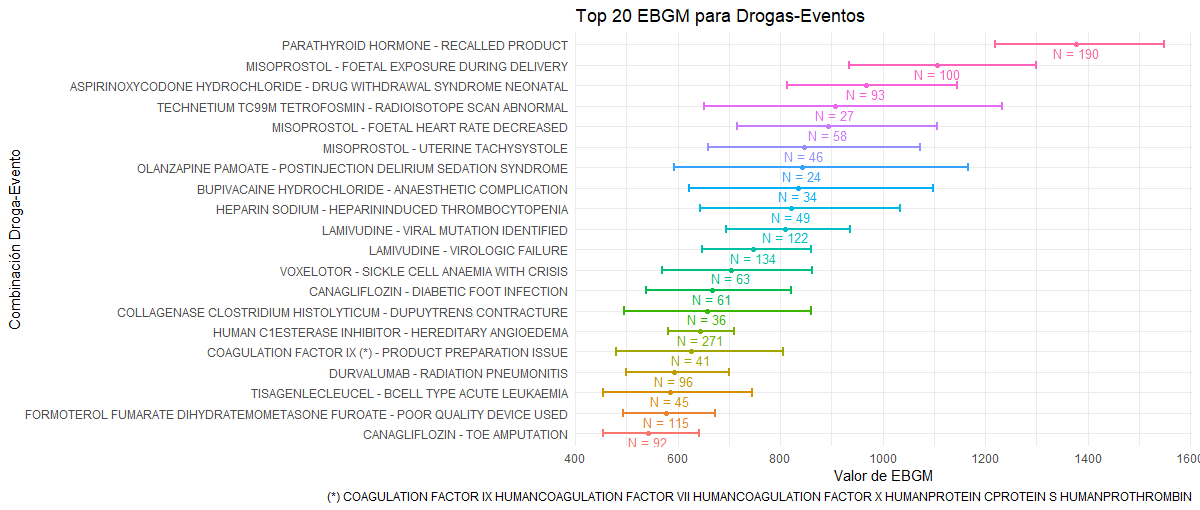 Top 20 EBGM para Drogas-Eventos
Combinación Droga-Evento
PARATHYROID HORMONE - RECALLED PRODUCT
N = 190
MISOPROSTOL - FOETAL EXPOSURE DURING DELIVERY
N = 100
ASPIRINOXYCODONE HYDROCHLORIDE - DRUG WITHDRAWAL SYNDROME NEONATAL
N = 93
TECHNETIUM TC99M TETROFOSMIN - RADIOISOTOPE SCAN ABNORMAL
N = 27
MISOPROSTOL - FOETAL HEART RATE DECREASED
N = 58
MISOPROSTOL - UTERINE TACHYSYSTOLE
N = 46
OLANZAPINE PAMOATE - POSTINJECTION DELIRIUM SEDATION SYNDROME
N = 24
BUPIVACAINE HYDROCHLORIDE - ANAESTHETIC COMPLICATION
N = 34
HEPARIN SODIUM - HEPARININDUCED THROMBOCYTOPENIA
N = 49
LAMIVUDINE - VIRAL MUTATION IDENTIFIED
N = 122
LAMIVUDINE - VIROLOGIC FAILURE
N = 134
VOXELOTOR - SICKLE CELL ANAEMIA WITH CRISIS
N = 63
CANAGLIFLOZIN - DIABETIC FOOT INFECTION
N = 61
COLLAGENASE CLOSTRIDIUM HISTOLYTICUM - DUPUYTRENS CONTRACTURE
N = 36
HUMAN C1ESTERASE INHIBITOR - HEREDITARY ANGIOEDEMA
N = 271
COAGULATION FACTOR IX (*) - PRODUCT PREPARATION ISSUE
N = 41
DURVALUMAB - RADIATION PNEUMONITIS
N = 96
TISAGENLECLEUCEL - BCELL TYPE ACUTE LEUKAEMIA
N = 45
FORMOTEROL FUMARATE DIHYDRATEMOMETASONE FUROATE - POOR QUALITY DEVICE USED
N = 115
CANAGLIFLOZIN - TOE AMPUTATION
N = 92
400 600 800 1000 1200 1400 1600
Valor de EBGM
(*) COAGULATION FACTOR IX HUMANCOAGULATION FACTOR VII HUMANCOAGULATION FACTOR X HUMANPROTEIN CPROTEIN S HUMANPROTHROMBIN